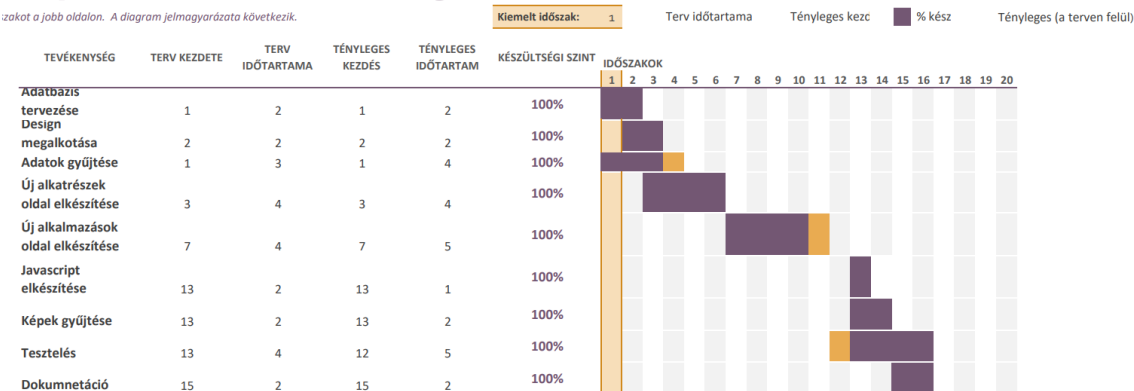 zakot a jobb oldalon. A diagram jelmagyarázata következik.
Kiemelt időszak: 1 Terv időtartama Tényleges kezd % kész Tényleges (a terven felül)
TEVÉKENYSÉG TERV KEZDETE TERV IDŐTARTAMA TÉNYLEGES KEZDÉS TÉNYLEGES IDŐTARTAM KÉSZÜLTSÉGI SZINT IDŐSZAKOK
1 2 3 4 5 6 7 8 9 10 11 12 13 14 15 16 17 18 19 20
Adatbázis
tervezése 1 2 1 2 100%
Design
megalkotása 2 2 2 2 100%
Adatok gyűjtése 1 3 1 4 100%
Új alkatrészek
oldal elkészítése 3 4 3 4 100%
Új alkalmazások
oldal elkészítése 7 4 7 5 100%
Javascript
elkészítése 13 2 13 1 100%
Képek gyűjtése 13 2 13 2 100%
Tesztelés 13 4 12 5 100%
Dokumnetáció 15 2 15 2 100%